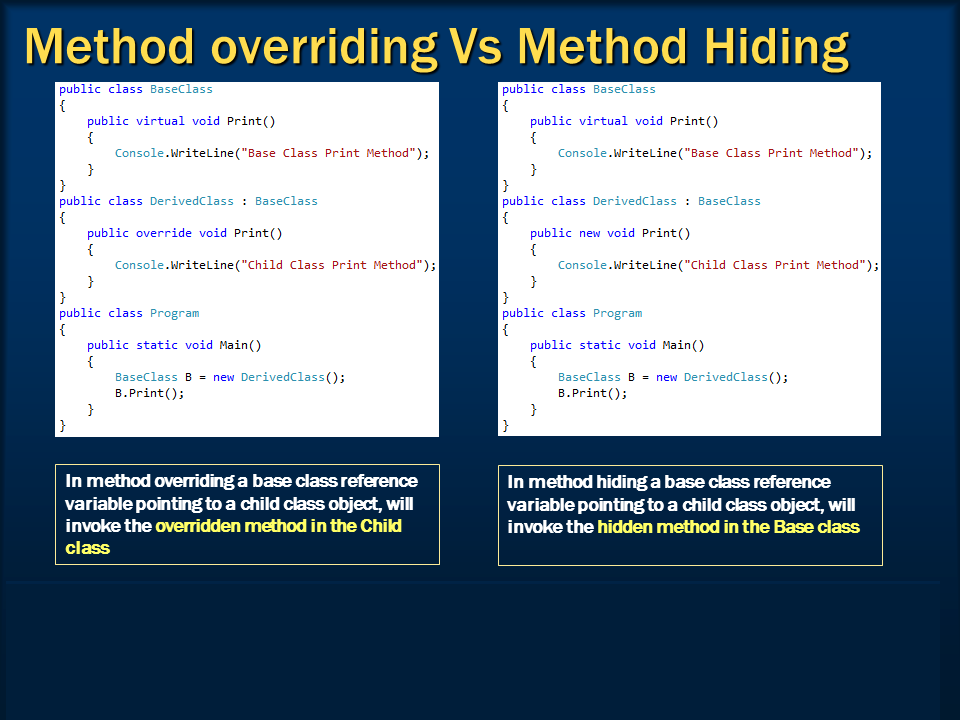 Method overriding Vs Method Hiding
public class BaseClass
{
    public virtual void Print()
    {
        Console.WriteLine("Base Class Print Method");
    }
}
public class DerivedClass : BaseClass
{
    public override void Print()
    {
        Console.WriteLine("Child Class Print Method");
    }
}
public class Program
{
    public static void Main()
    {
        BaseClass B = new DerivedClass();
        B.Print();
    }
}
In method overriding a base class reference
variable pointing to a child class object, will
invoke the overridden method in the Child
class
public class BaseClass
{
    public virtual void Print()
    {
        Console.WriteLine("Base Class Print Method");
    }
}
public class DerivedClass : BaseClass
{
    public new void Print()
    {
        Console.WriteLine("Child Class Print Method");
    }
}
public class Program
{
    public static void Main()
    {
        BaseClass B = new DerivedClass();
        B.Print();
    }
}
In method hiding a base class reference
variable pointing to a child class object, will
invoke the hidden method in the Base class